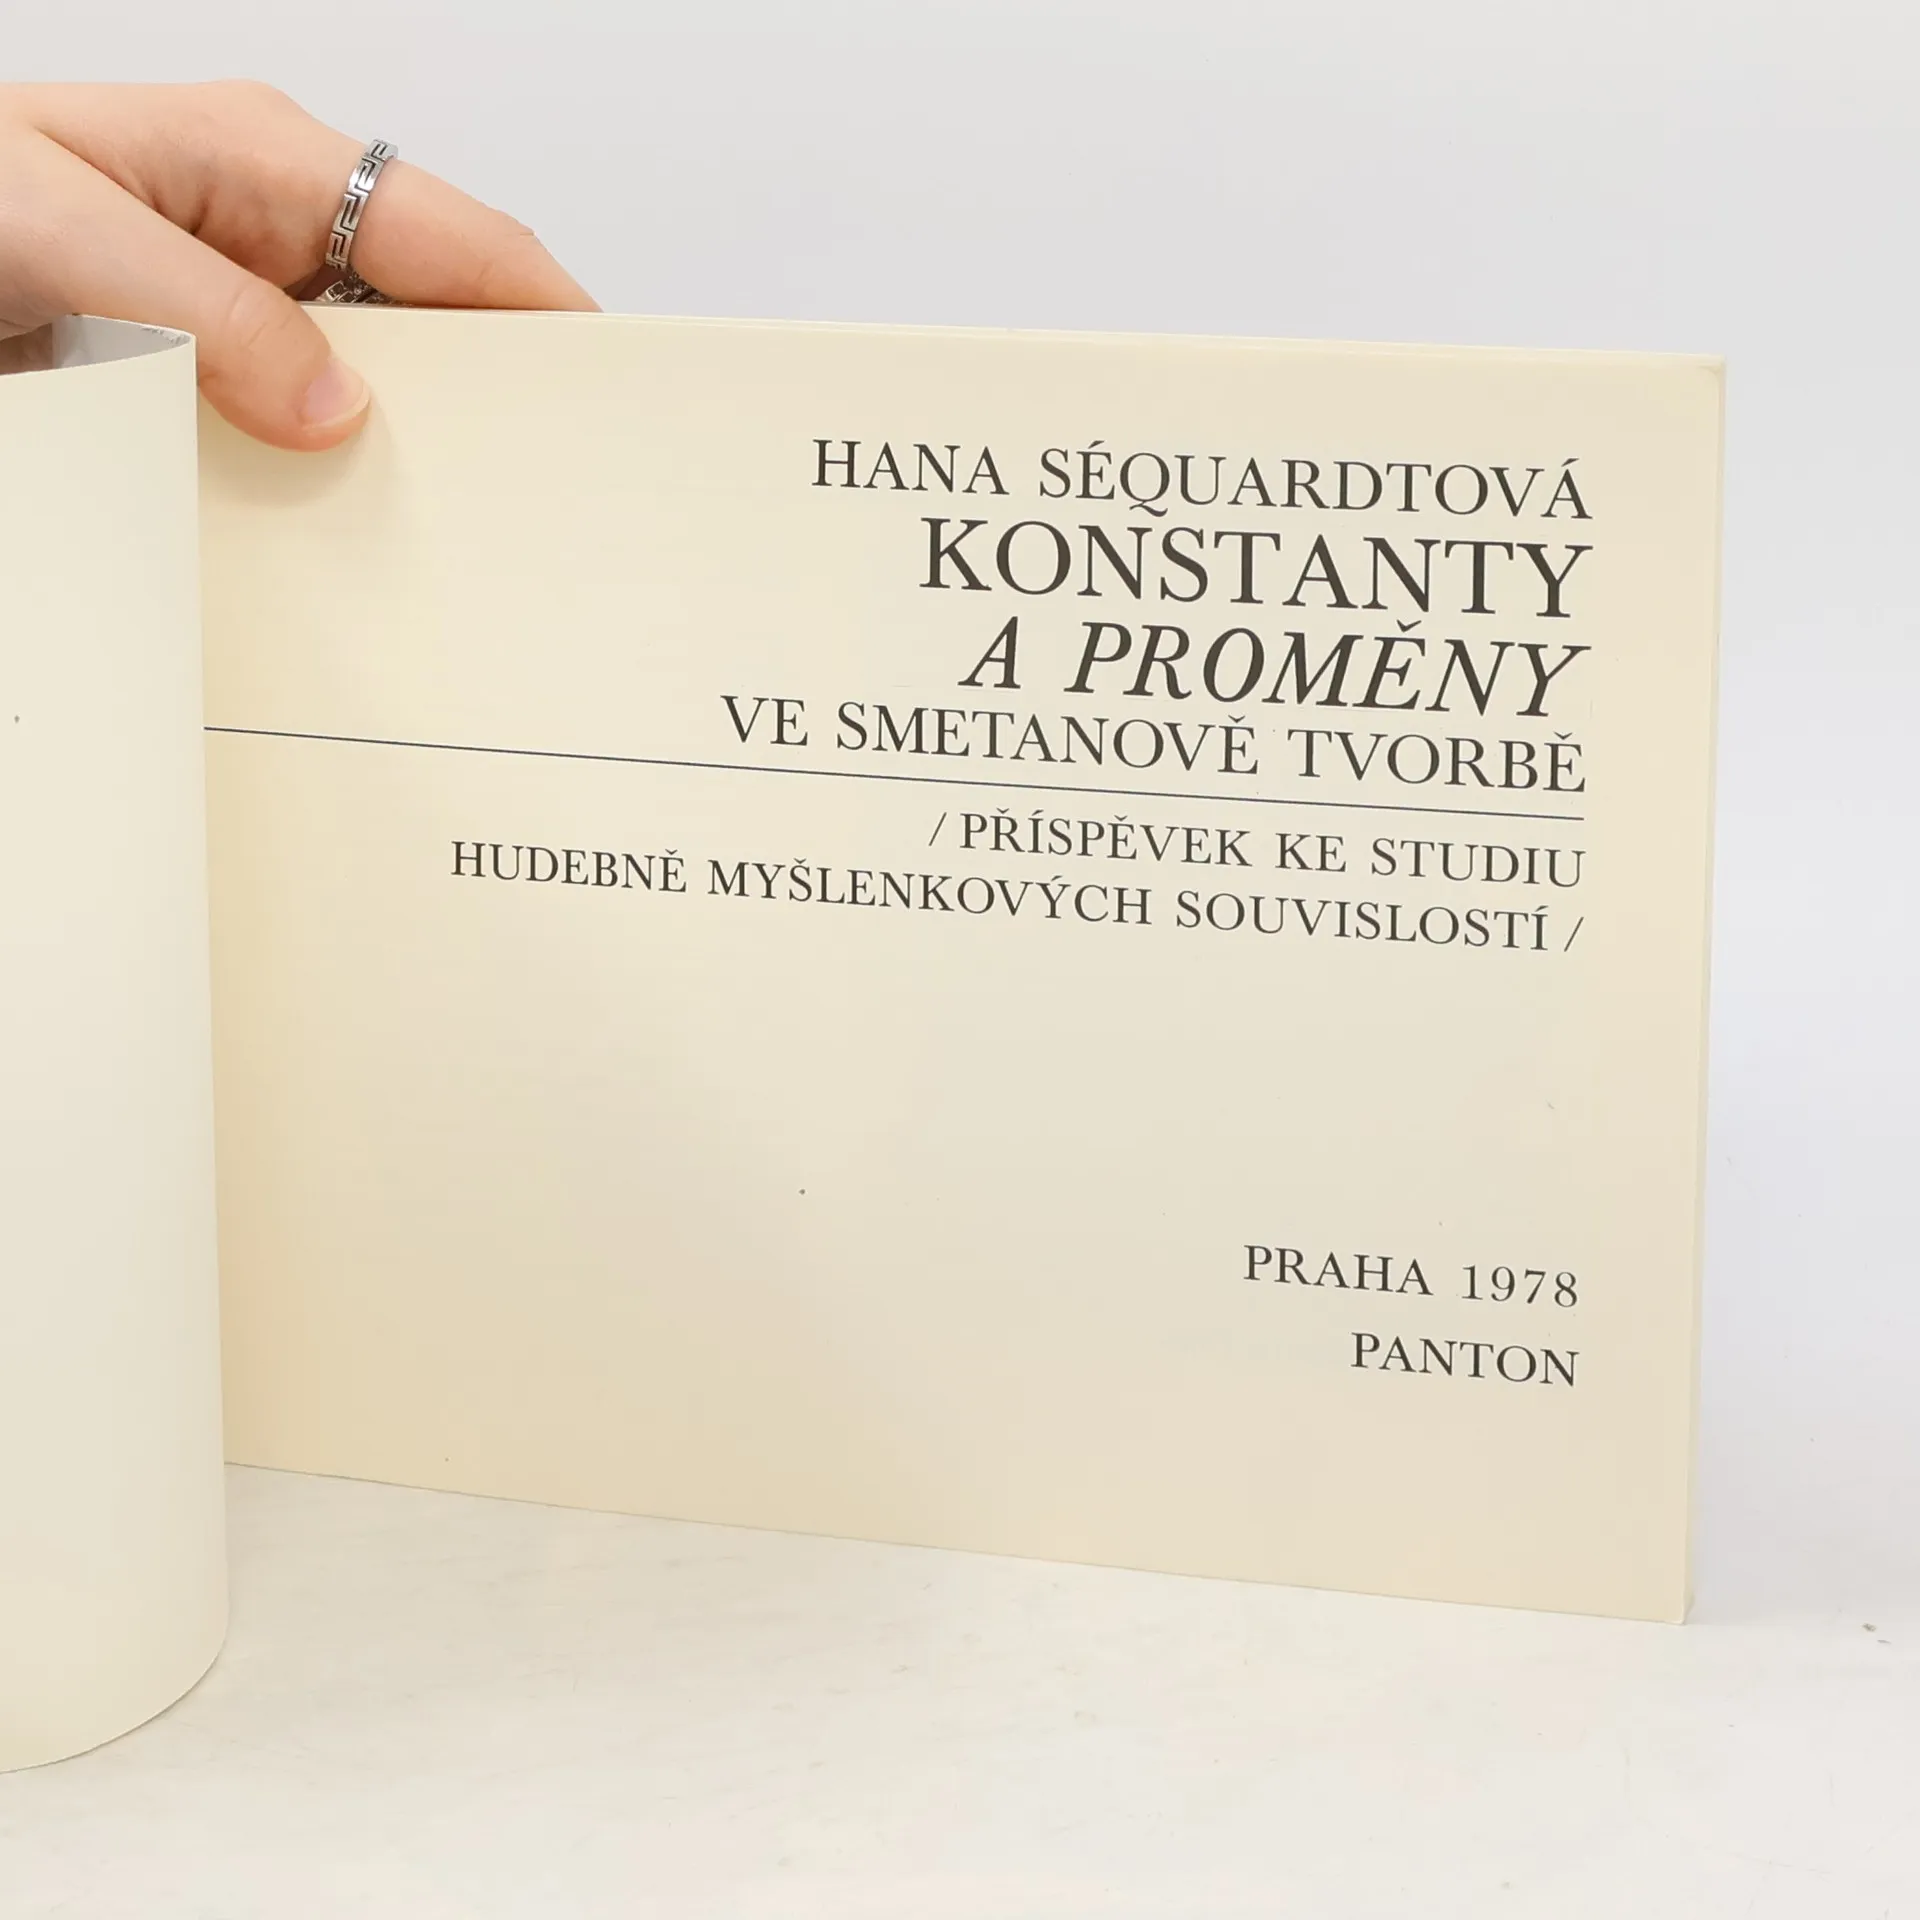 HANA SÉQUARDTOVÁ
KONSTANTY
A PROMĚNY
VE SMETANOVĚ TVORBĚ
/ PŘÍSPĚVEK KE STUDIU
HUDEBNĚ MYŠLENKOVÝCH SOUVISLOSTÍ /
PRAHA 1978
PANTON